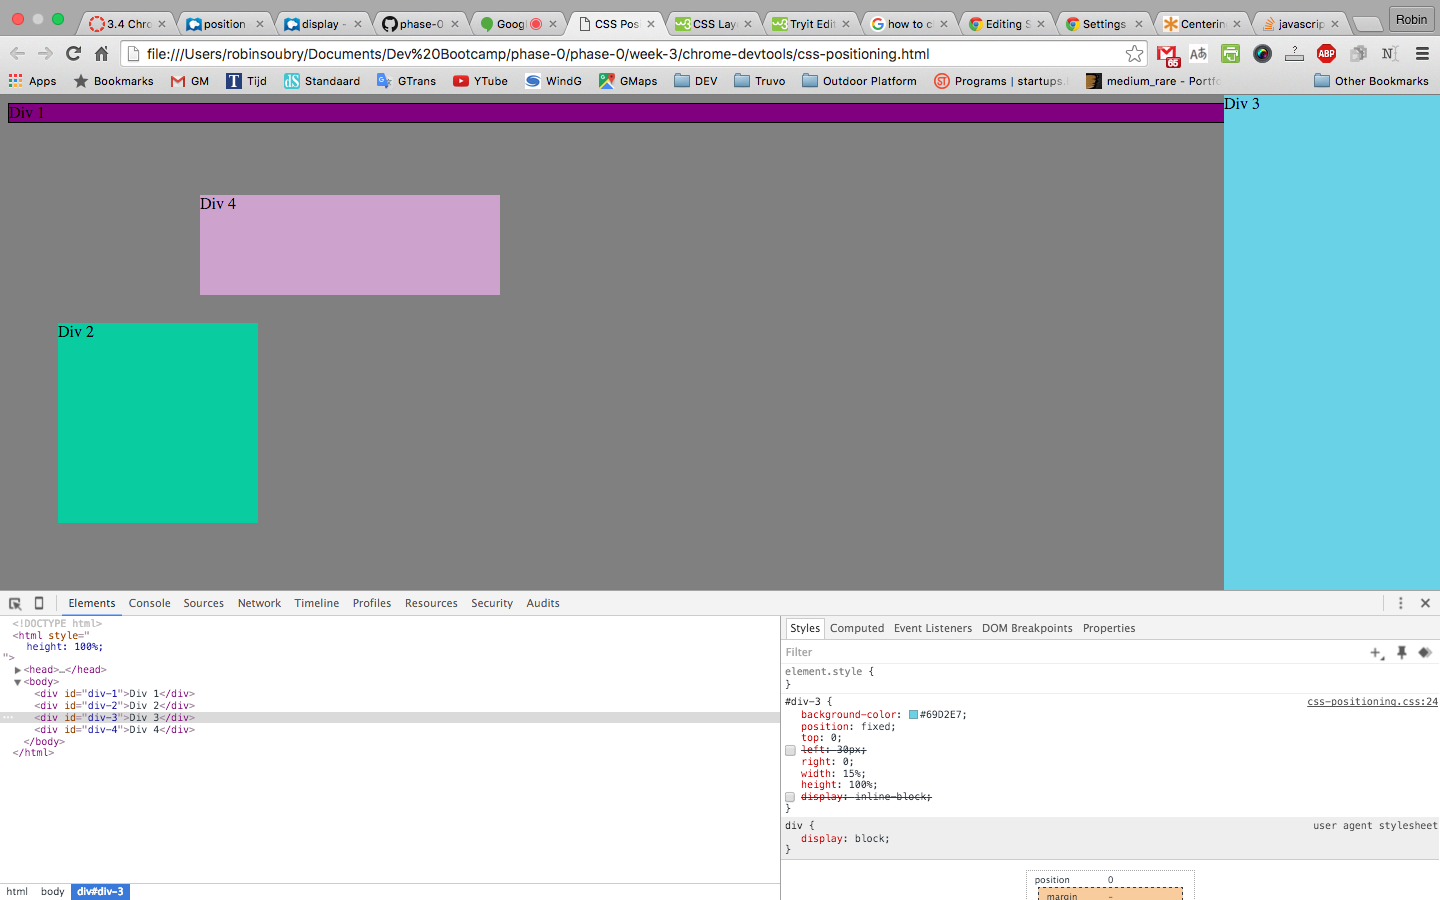 3.4 Chro position display - phase-0 Goog CSS Pos CSS Lay Tryit Edit how to c Editing S Settings Centerin javascrip Robin
file:///Users/robinsoubry/Documents/Dev%20Bootcamp/phase-0/phase-0/week-3/chrome-devtools/css-positioning.html
Apps Bookmarks GM Tijd Standaard GTrans YTube WindG GMaps DEV Truvo Outdoor Platform Programs | startups. medium_rare - Portf Other Bookmarks
Div 1
Div 3
Div 4
Div 2
Elements Console Sources Network Timeline Profiles Resources Security Audits
<!DOCTYPE html>
<html style="
height: 100%;
">
<head>…</head>
<body>
<div id="div-1">Div 1</div>
<div id="div-2">Div 2</div>
<div id="div-3">Div 3</div>
<div id="div-4">Div 4</div>
</body>
</html>
html body div#div-3
Styles Computed Event Listeners DOM Breakpoints Properties
Filter
element.style {
}
#div-3 { css-positioning.css:24
background-color: #69D2E7;
position: fixed;
top: 0;
left: 30px;
right: 0;
width: 15%;
height: 100%;
display: inline-block;
}
div { user agent stylesheet
display: block;
}
position 0
margin -